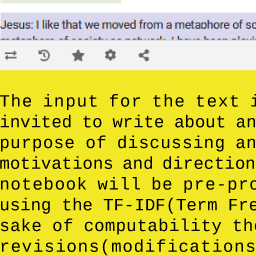 Jesus: I like that we moved from a metaphore of so
The input for the text i
invited to write about an
purpose of discussing an
motivations and direction
notebook will be pre-pro
using the TF-IDF(Term Fre
sake of computability the
revisions(modifications